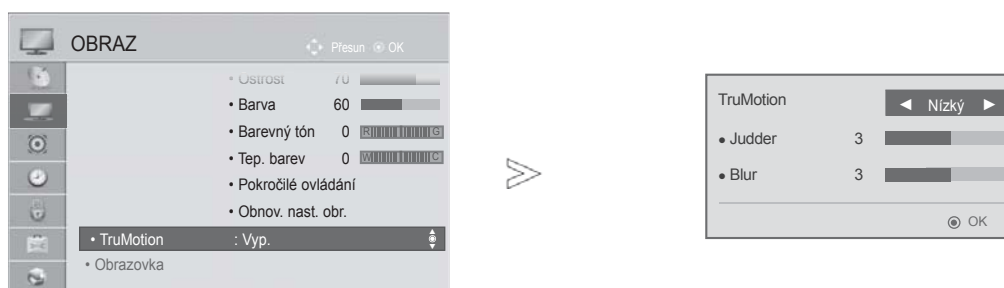 OBRAZ Přesun OK
• Ostrost 70
• Barva 60
• Barevný tón 0 R G
• Tep. barev 0 W C
• Pokročilé ovládání
• Obnov. nast. obr.
• TruMotion : Vyp.
• Obrazovka
TruMotion ◄ Nízký ►
• Judder 3
• Blur 3
OK